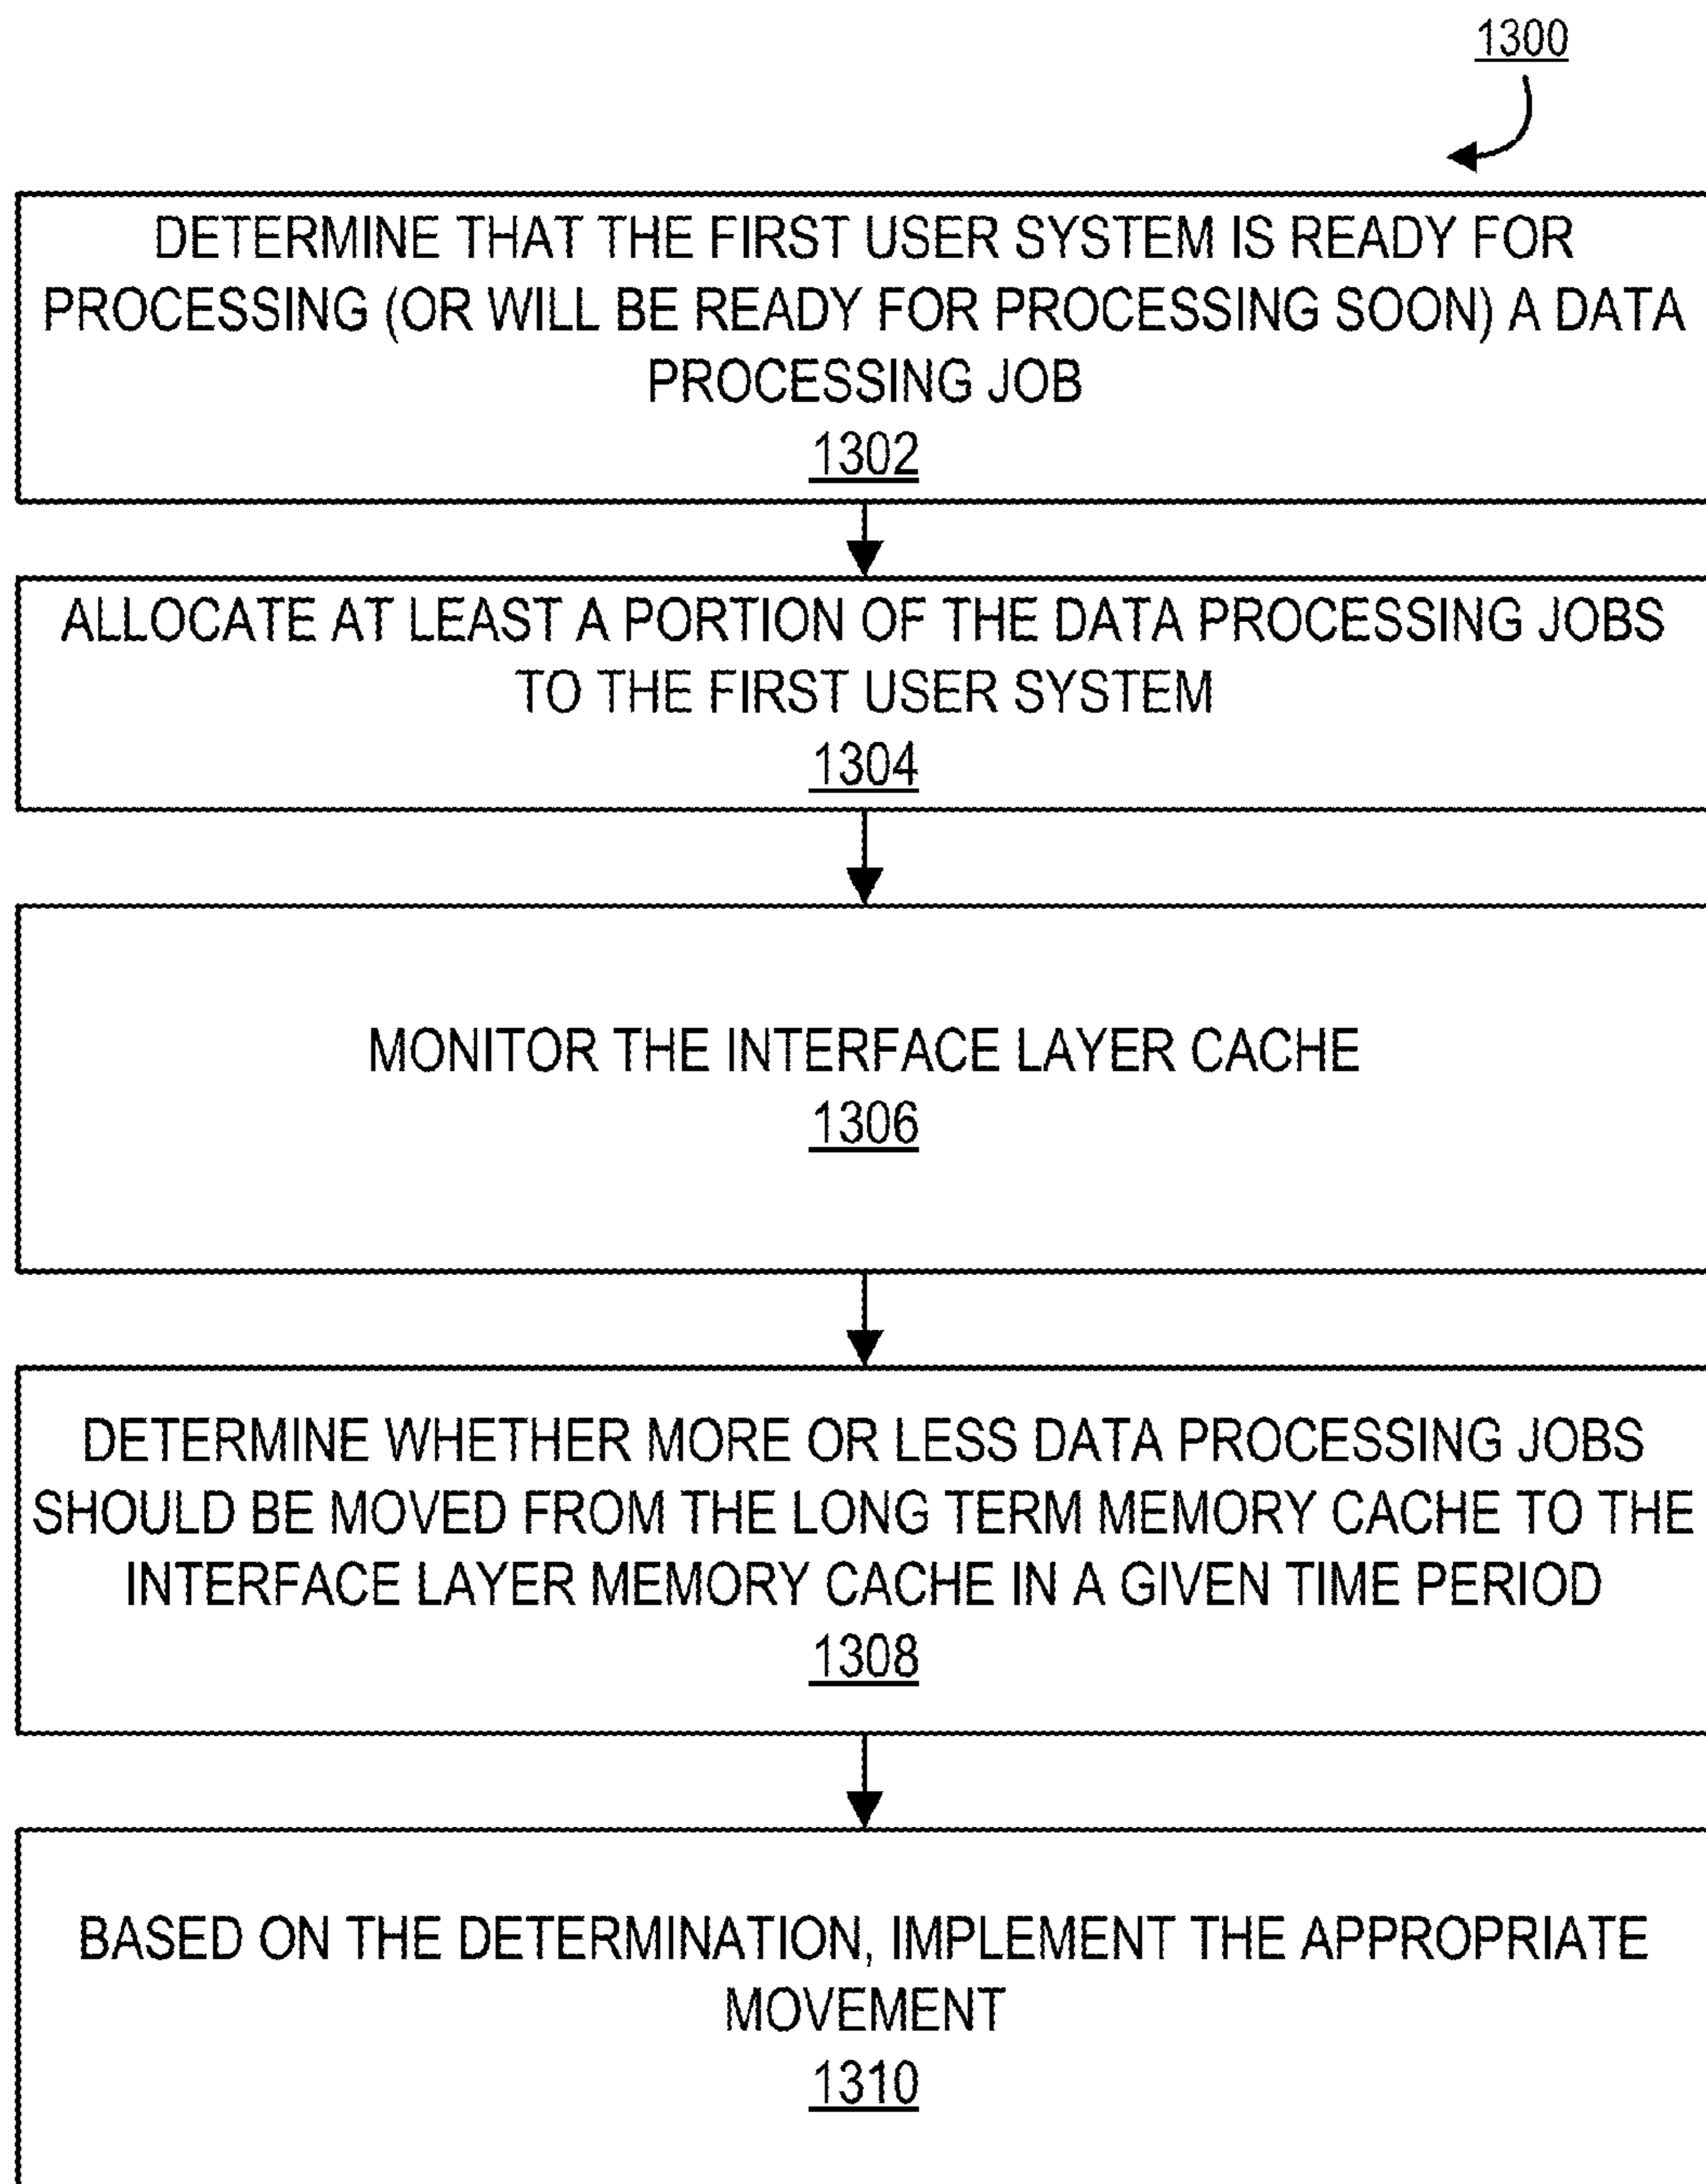 1300
DETERMINE THAT THE FIRST USER SYSTEM IS READY FOR
PROCESSING (OR WILL BE READY FOR PROCESSING SOON) A DATA
PROCESSING JOB
1302
ALLOCATE AT LEAST A PORTION OF THE DATA PROCESSING JOBS
TO THE FIRST USER SYSTEM
1304
MONITOR THE INTERFACE LAYER CACHE
1306
DETERMINE WHETHER MORE OR LESS DATA PROCESSING JOBS
SHOULD BE MOVED FROM THE LONG TERM MEMORY CACHE TO THE
INTERFACE LAYER MEMORY CACHE IN A GIVEN TIME PERIOD
1308
BASED ON THE DETERMINATION, IMPLEMENT THE APPROPRIATE
MOVEMENT
1310